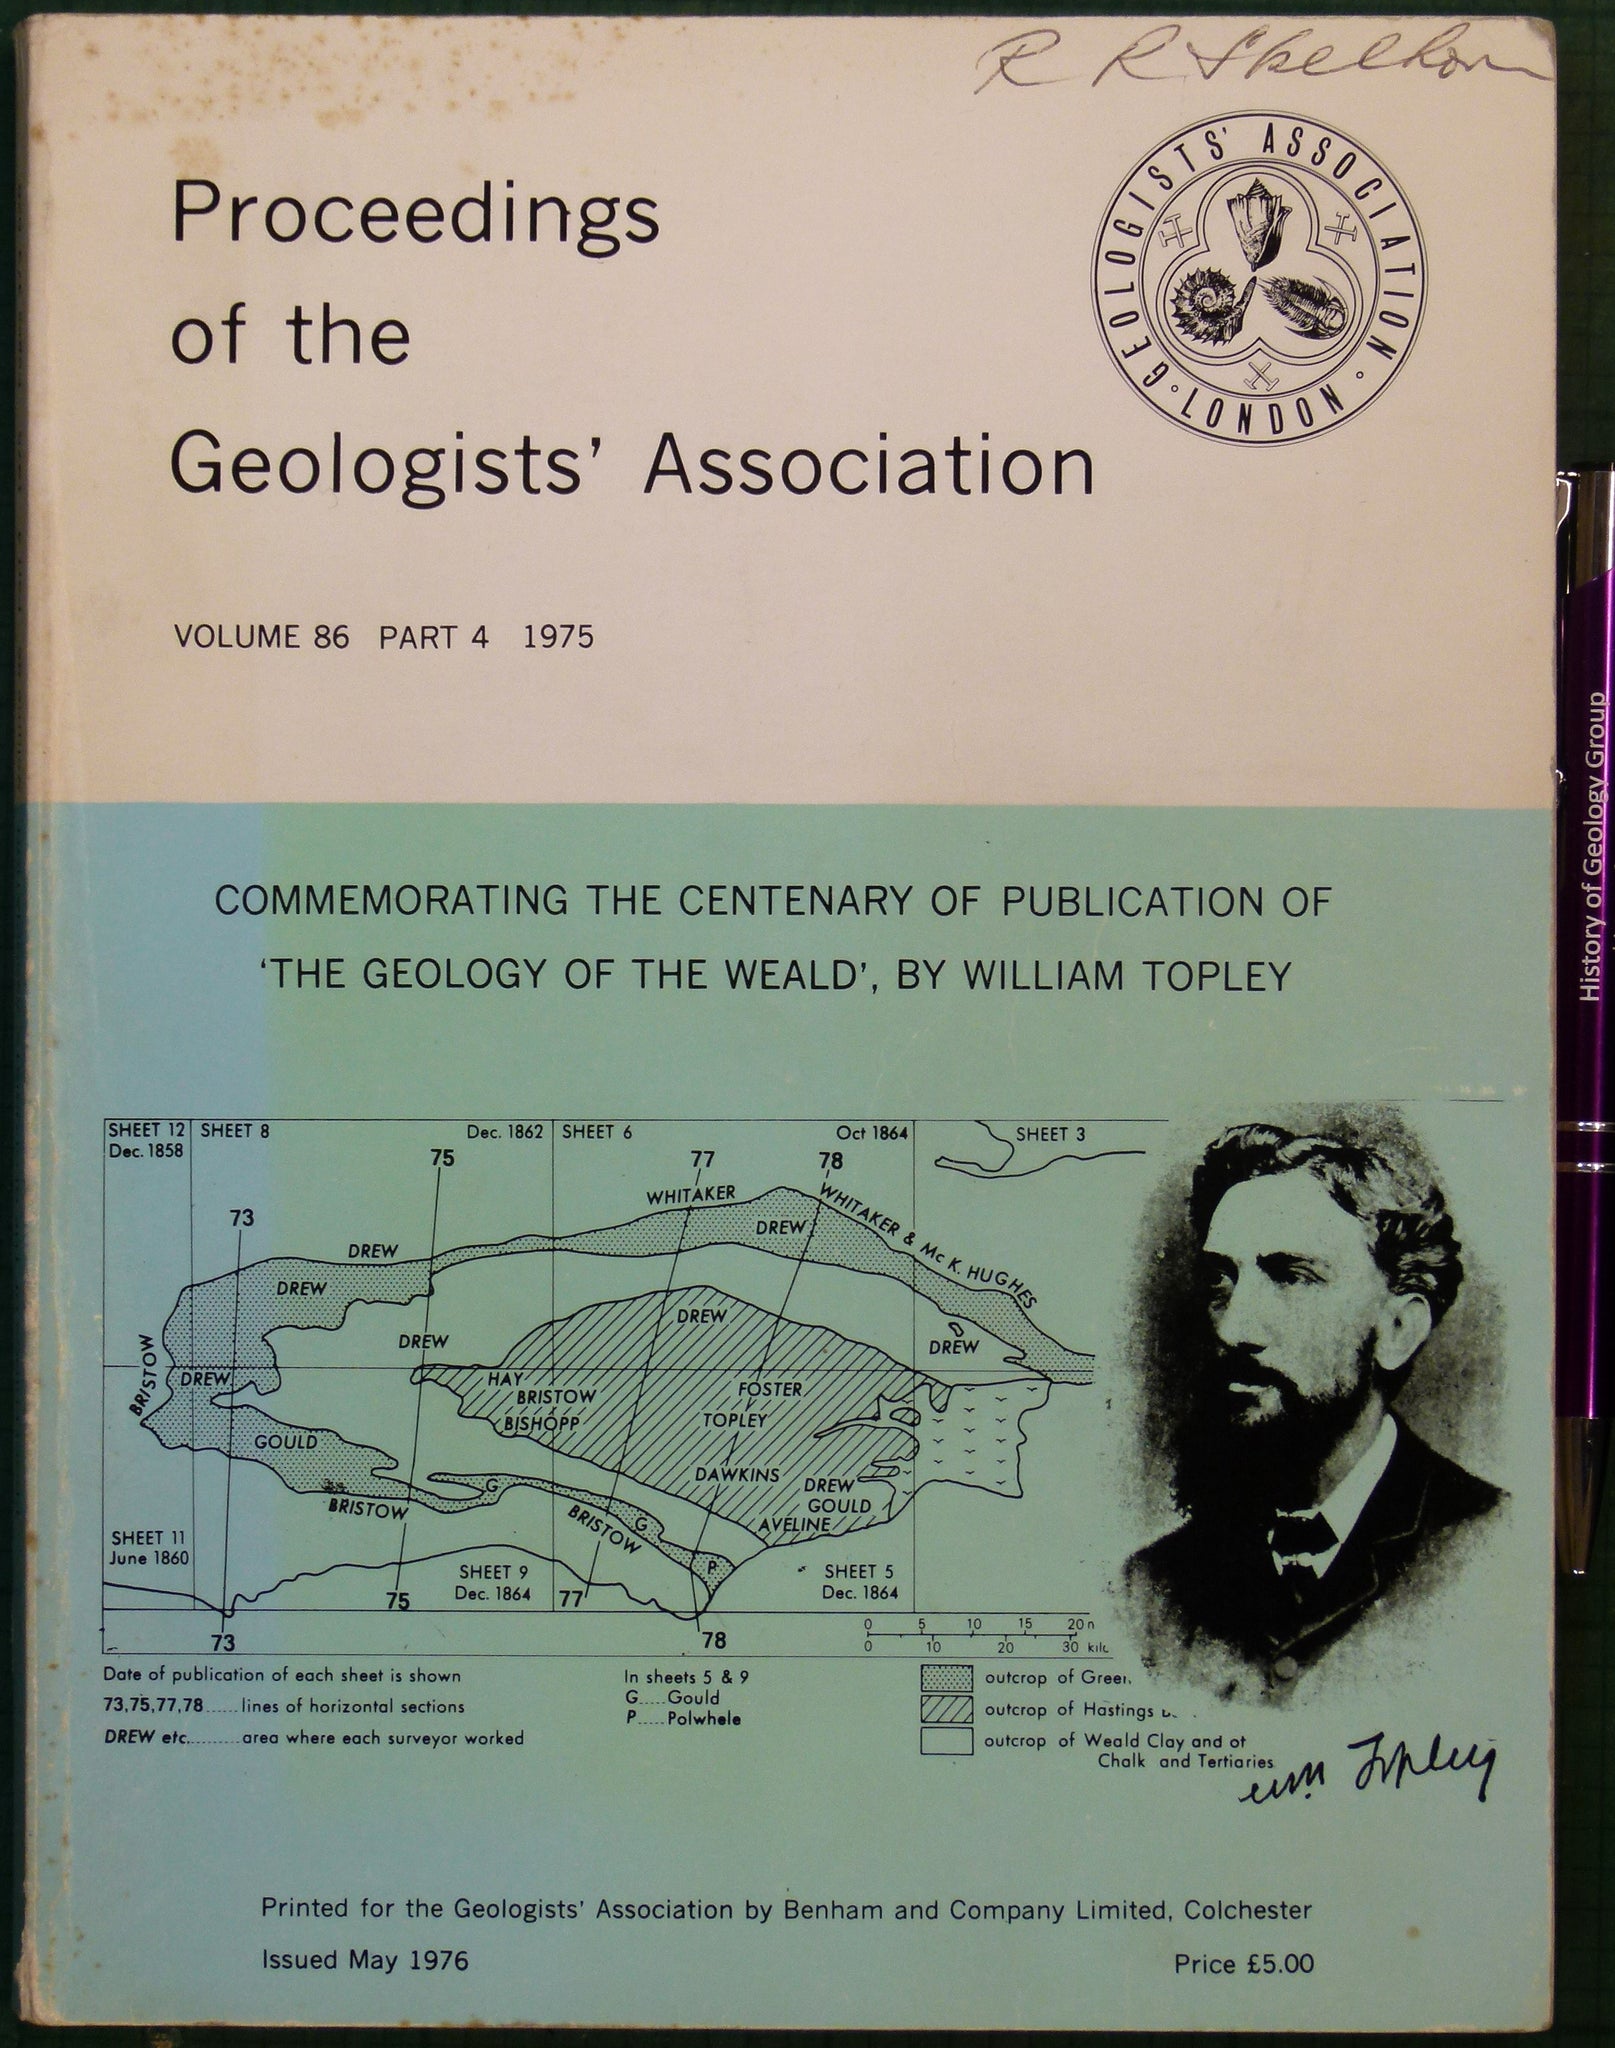 R R Skelhorn
GEOLOGISTS' ASSOCIATION
· LONDON ·
Proceedings
of the
Geologists' Association
VOLUME 86 PART 4 1975
History of Geology Group
COMMEMORATING THE CENTENARY OF PUBLICATION OF
'THE GEOLOGY OF THE WEALD', BY WILLIAM TOPLEY
SHEET 12
Dec. 1858
SHEET 8
Dec. 1862
SHEET 6
Oct 1864
SHEET 3
75
77
78
73
WHITAKER
WHITAKER & Mc K. HUGHES
DREW
DREW
DREW
DREW
DREW
DREW
BRISTOW
DREW
HAY
BRISTOW
BISHOPP
FOSTER
TOPLEY
GOULD
DAWKINS
DREW
GOULD
AVELINE
G
BRISTOW
BRISTOW
G
P
SHEET 11
June 1860
SHEET 9
Dec. 1864
SHEET 5
Dec. 1864
75
77
73
78
0 5 10 15 20
0 10 20 30
Date of publication of each sheet is shown
73,75,77,78......lines of horizontal sections
DREW etc..........area where each surveyor worked
In sheets 5 & 9
G.....Gould
P.....Polwhele
outcrop of
outcrop of Hastings
outcrop of Weald Clay and of
Chalk and Tertiaries
Wm Topley
Printed for the Geologists' Association by Benham and Company Limited, Colchester
Issued May 1976
Price £5.00